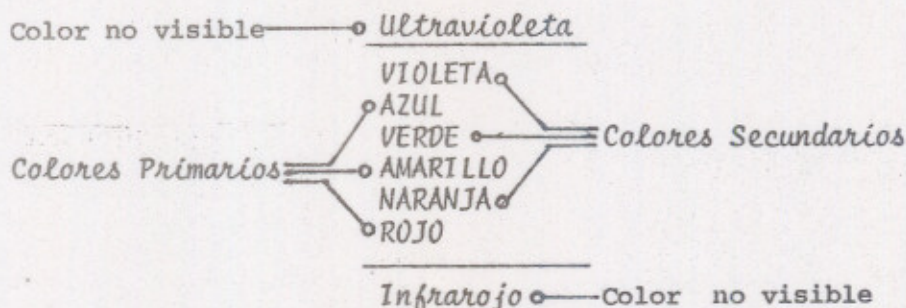 Color no visible Ultravioleta
VIOLETA
AZUL
VERDE Colores Secundarios
Colores Primarios AMARILLO
NARANJA
ROJO
Infrarojo Color no visible